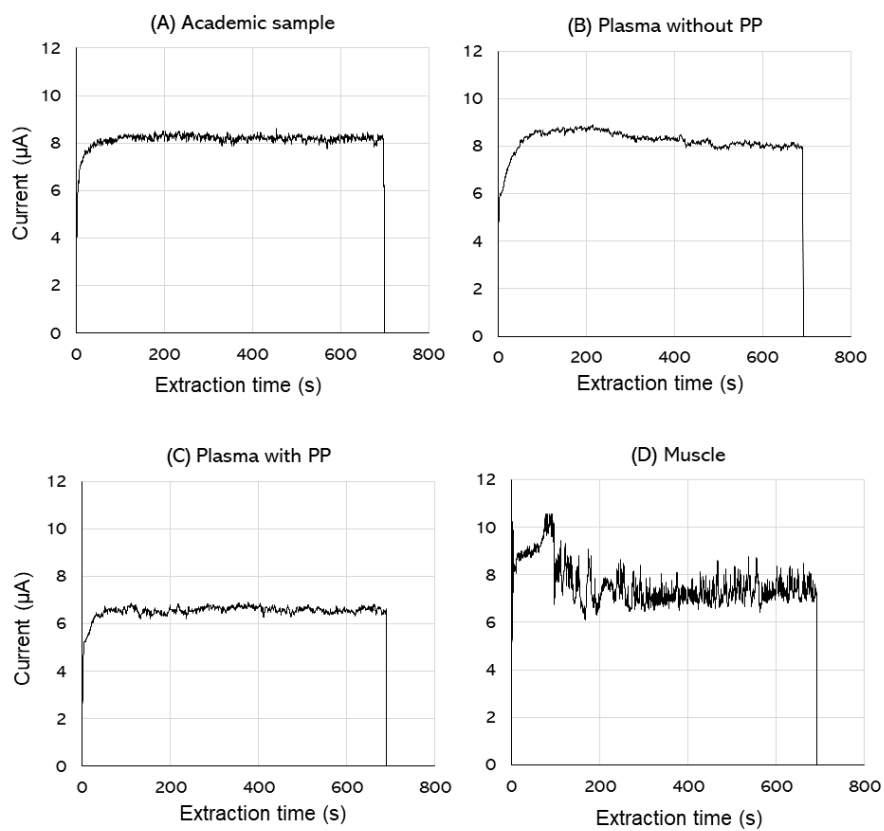 (A) Academic sample
12
10
8
6
4
2
0
Current (µA)
0 200 400 600 800
Extraction time (s)
(B) Plasma without PP
12
10
8
6
4
2
0
0 200 400 600 800
Extraction time (s)
(C) Plasma with PP
12
10
8
6
4
2
0
Current (µA)
0 200 400 600 800
Extraction time (s)
(D) Muscle
12
10
8
6
4
2
0
0 200 400 600 800
Extraction time (s)